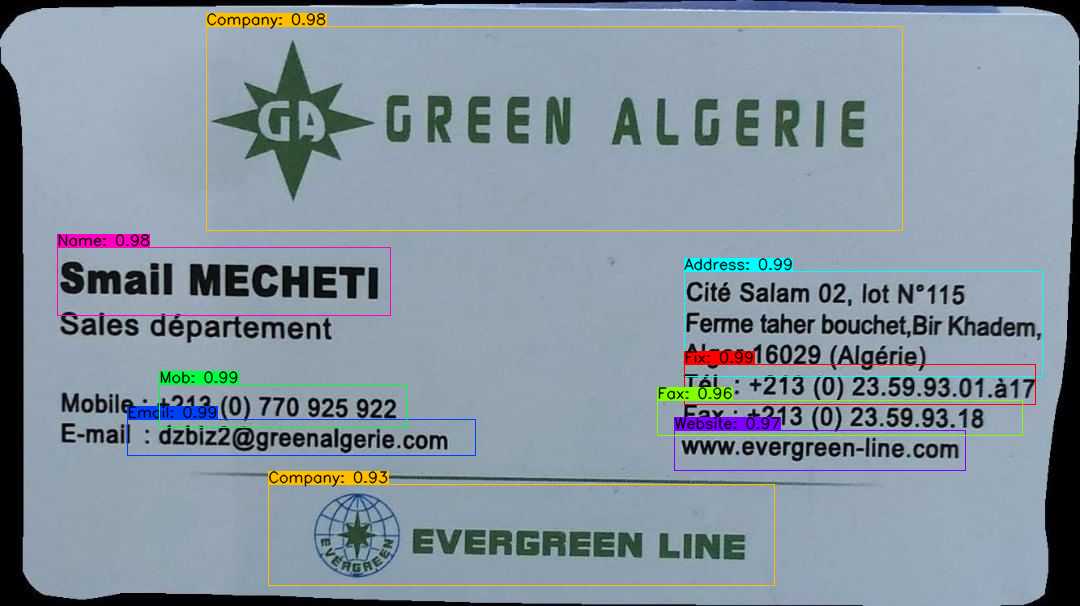 Company: 0.98
GA GREEN ALGERIE
Name: 0.98
Smail MECHETI
Sales département
Mob: 0.99
Mobile : +213 (0) 770 925 922
Email: 0.99
E-mail : dzbiz2@greenalgerie.com
Address: 0.99
Cité Salam 02, lot N°115
Ferme taher bouchet,Bir Khadem,
Alger 16029 (Algérie)
Fix: 0.99
Tél. : +213 (0) 23.59.93.01.à17
Fax: 0.96
Fax : +213 (0) 23.59.93.18
Website: 0.97
www.evergreen-line.com
Company: 0.93
EVERGREEN
EVERGREEN LINE